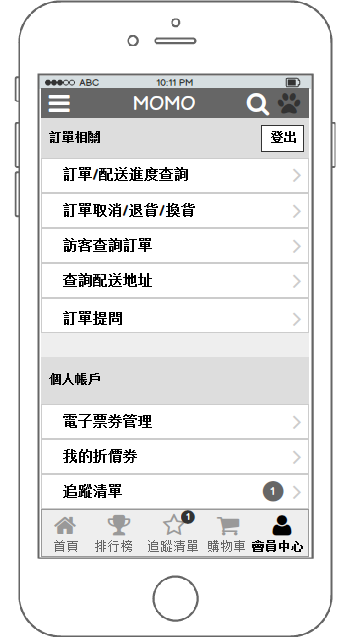 ABC 10:11 PM
MOMO
訂單相關 登出
訂單/配送進度查詢
訂單取消/退貨/換貨
訪客查詢訂單
查詢配送地址
訂單提問
個人帳戶
電子票券管理
我的折價券
追蹤清單 1
1
首頁 排行榜 追蹤清單 購物車 會員中心